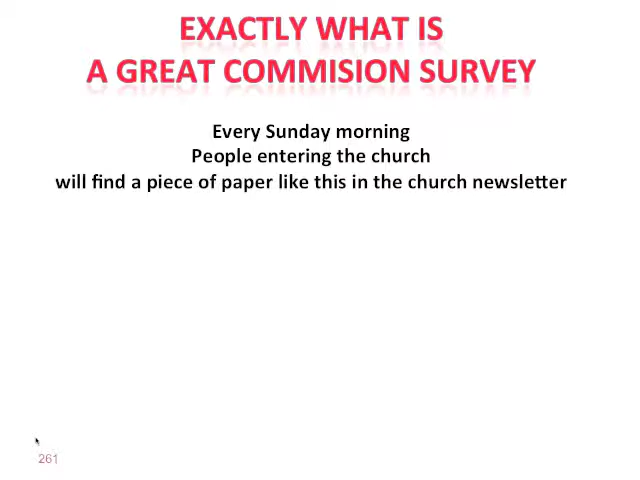 EXACTLY WHAT IS
A GREAT COMMISION SURVEY
Every Sunday morning
People entering the church
will find a piece of paper like this in the church newsletter
261